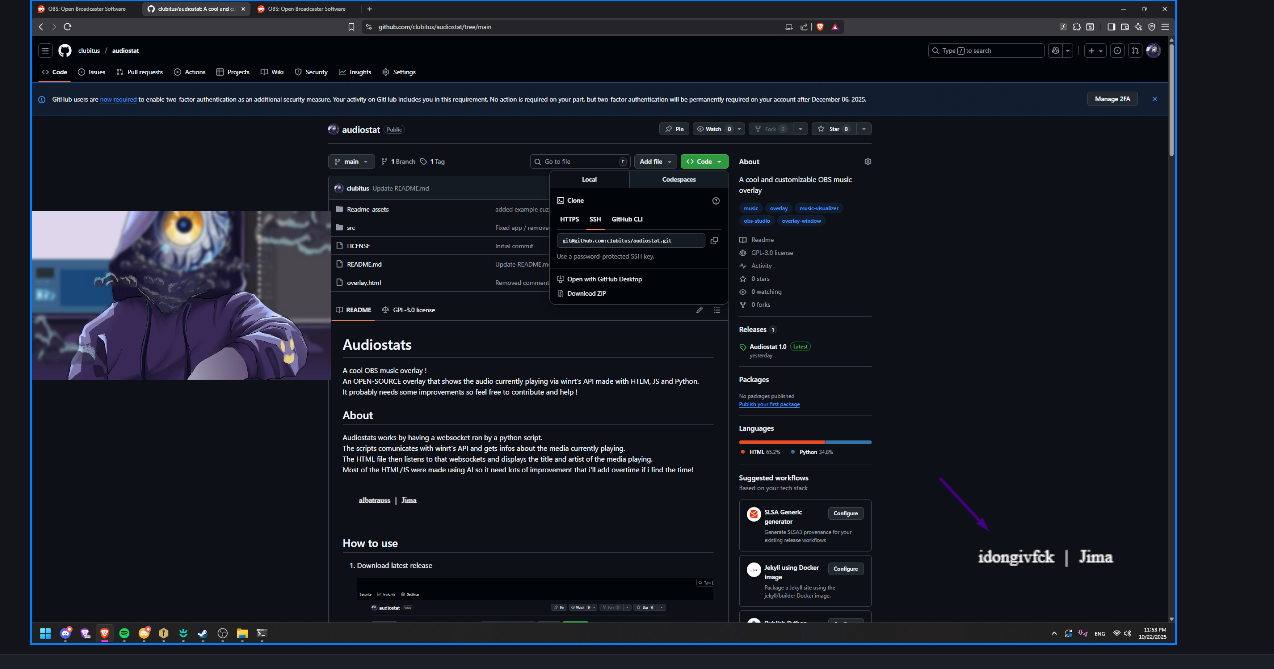 OBS: Open Broadcaster Software
clubitus/audiostat: A cool and c
OBS: Open Broadcaster Software
github.com/clubitus/audiostat/tree/main
clubitus / audiostat
Type / to search
Code
Issues
Pull requests
Actions
Projects
Wiki
Security
Insights
Settings
GitHub users are now required to enable two-factor authentication as an additional security measure. Your activity on GitHub includes you in this requirement. No action is required on your part, but two-factor authentication will be permanently required on your account after December 06, 2025.
Manage 2FA
audiostat Public
Pin
Watch 0
Fork 0
Star 0
main
1 Branch
1 Tag
Go to file
Add file
Code
clubitus Update README.md
Readme-assets
added example cuz
src
Fixed app / remove
LICENSE
Initial commit
README.md
Update README.m
overlay.html
Removed comment
Local
Codespaces
Clone
HTTPS
SSH
GitHub CLI
git@github.com:clubitus/audiostat.git
Use a password-protected SSH key.
Open with GitHub Desktop
Download ZIP
README
GPL-3.0 license
Audiostats
A cool OBS music overlay !
An OPEN-SOURCE overlay that shows the audio currently playing via winrt's API made with HTLM, JS and Python.
It probably needs some improvements so feel free to contribute and help !
About
Audiostats works by having a websocket ran by a python script.
The scripts comunicates with winrt's API and gets infos about the media currently playing.
The HTML file then listens to that websockets and displays the title and artist of the media playing.
Most of the HTML/JS were made using AI so it need lots of improvement that i'll add overtime if i find the time!
albatrauss | Jima
How to use
1. Download latest release
audiostat
About
A cool and customizable OBS music
overlay
music
overlay
music-visualizer
obs-studio
overlay-window
Readme
GPL-3.0 license
Activity
0 stars
0 watching
0 forks
Releases 1
Audiostat 1.0 Latest
yesterday
Packages
No packages published
Publish your first package
Languages
HTML 65.2%
Python 34.8%
Suggested workflows
Based on your tech stack
SLSA Generic
generator
Configure
Generate SLSA3 provenance for your
existing release workflows
Jekyll using Docker
image
Configure
Package a Jekyll site using the
jekyll/builder Docker image.
idongivfck | Jima
ENG
11:53 PM
10/22/2025